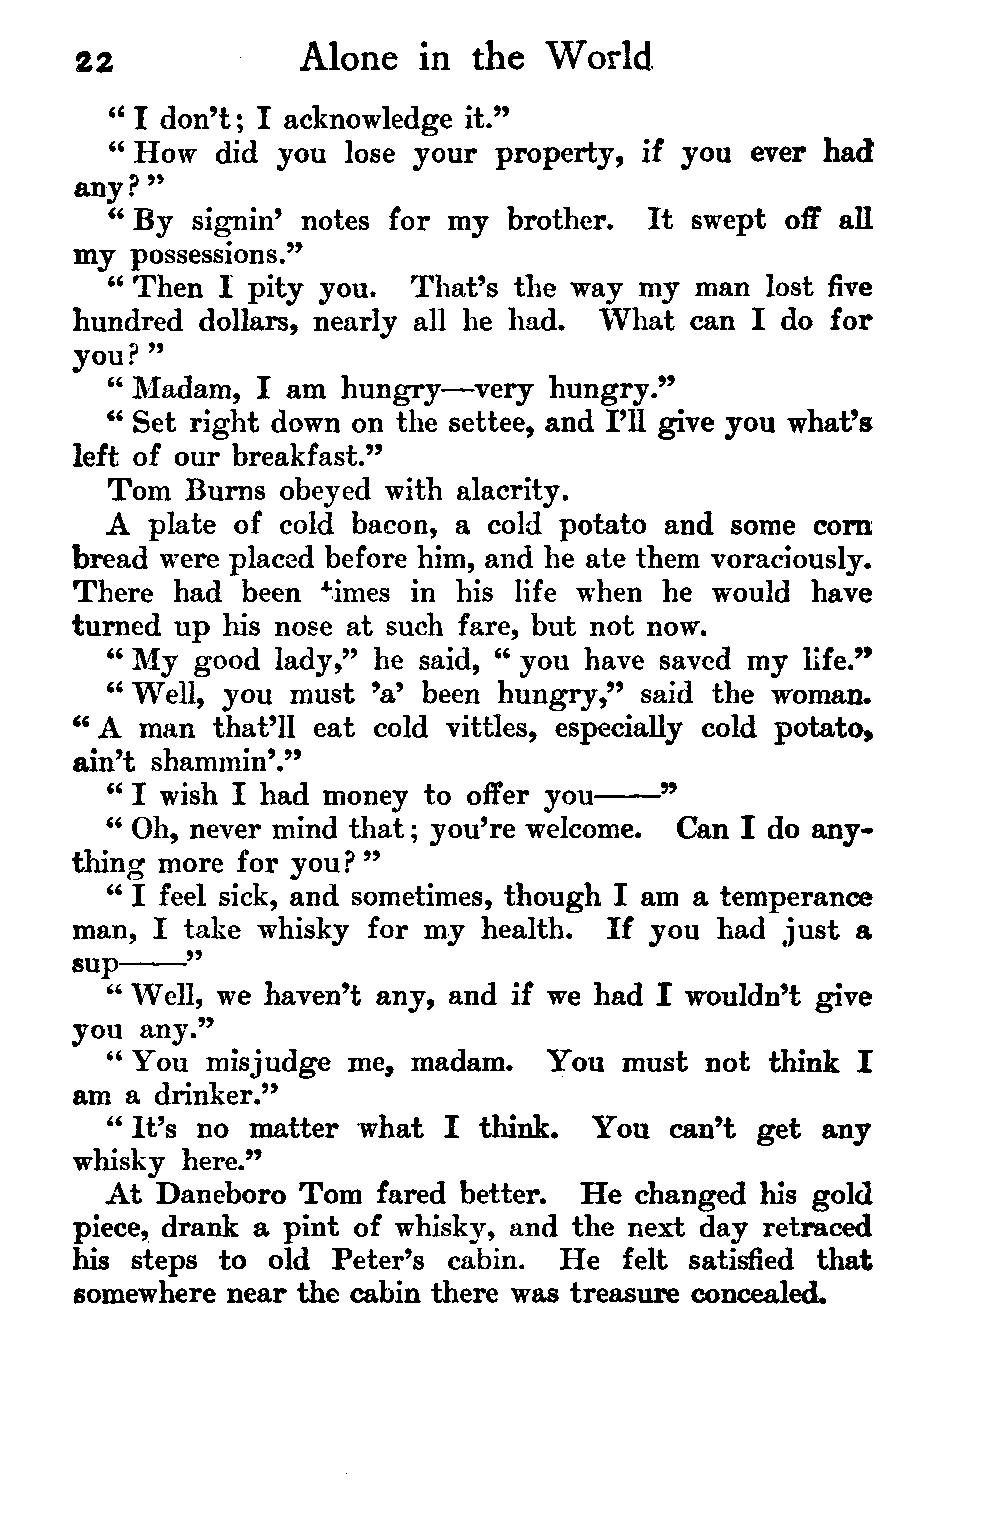 22 Alone in the World
“ I don’t; I acknowledge it.”
“ How did you lose your property, if you ever had
any? ”
“ By signin’ notes for my brother. It swept off all
my possessions.”
“ Then I pity you. That’s the way my man lost five
hundred dollars, nearly all he had. What can I do for
you? ”
“ Madam, I am hungry—very hungry.”
“ Set right down on the settee, and I’ll give you what’s
left of our breakfast.”
Tom Burns obeyed with alacrity.
A plate of cold bacon, a cold potato and some corn
bread were placed before him, and he ate them voraciously.
There had been times in his life when he would have
turned up his nose at such fare, but not now.
“ My good lady,” he said, “ you have saved my life.”
“ Well, you must ’a’ been hungry,” said the woman.
“ A man that’ll eat cold vittles, especially cold potato,
ain’t shammin’.”
“ I wish I had money to offer you——”
“ Oh, never mind that; you’re welcome. Can I do any-
thing more for you? ”
“ I feel sick, and sometimes, though I am a temperance
man, I take whisky for my health. If you had just a
sup——”
“ Well, we haven’t any, and if we had I wouldn’t give
you any.”
“ You misjudge me, madam. You must not think I
am a drinker.”
“ It’s no matter what I think. You can’t get any
whisky here.”
At Daneboro Tom fared better. He changed his gold
piece, drank a pint of whisky, and the next day retraced
his steps to old Peter’s cabin. He felt satisfied that
somewhere near the cabin there was treasure concealed.